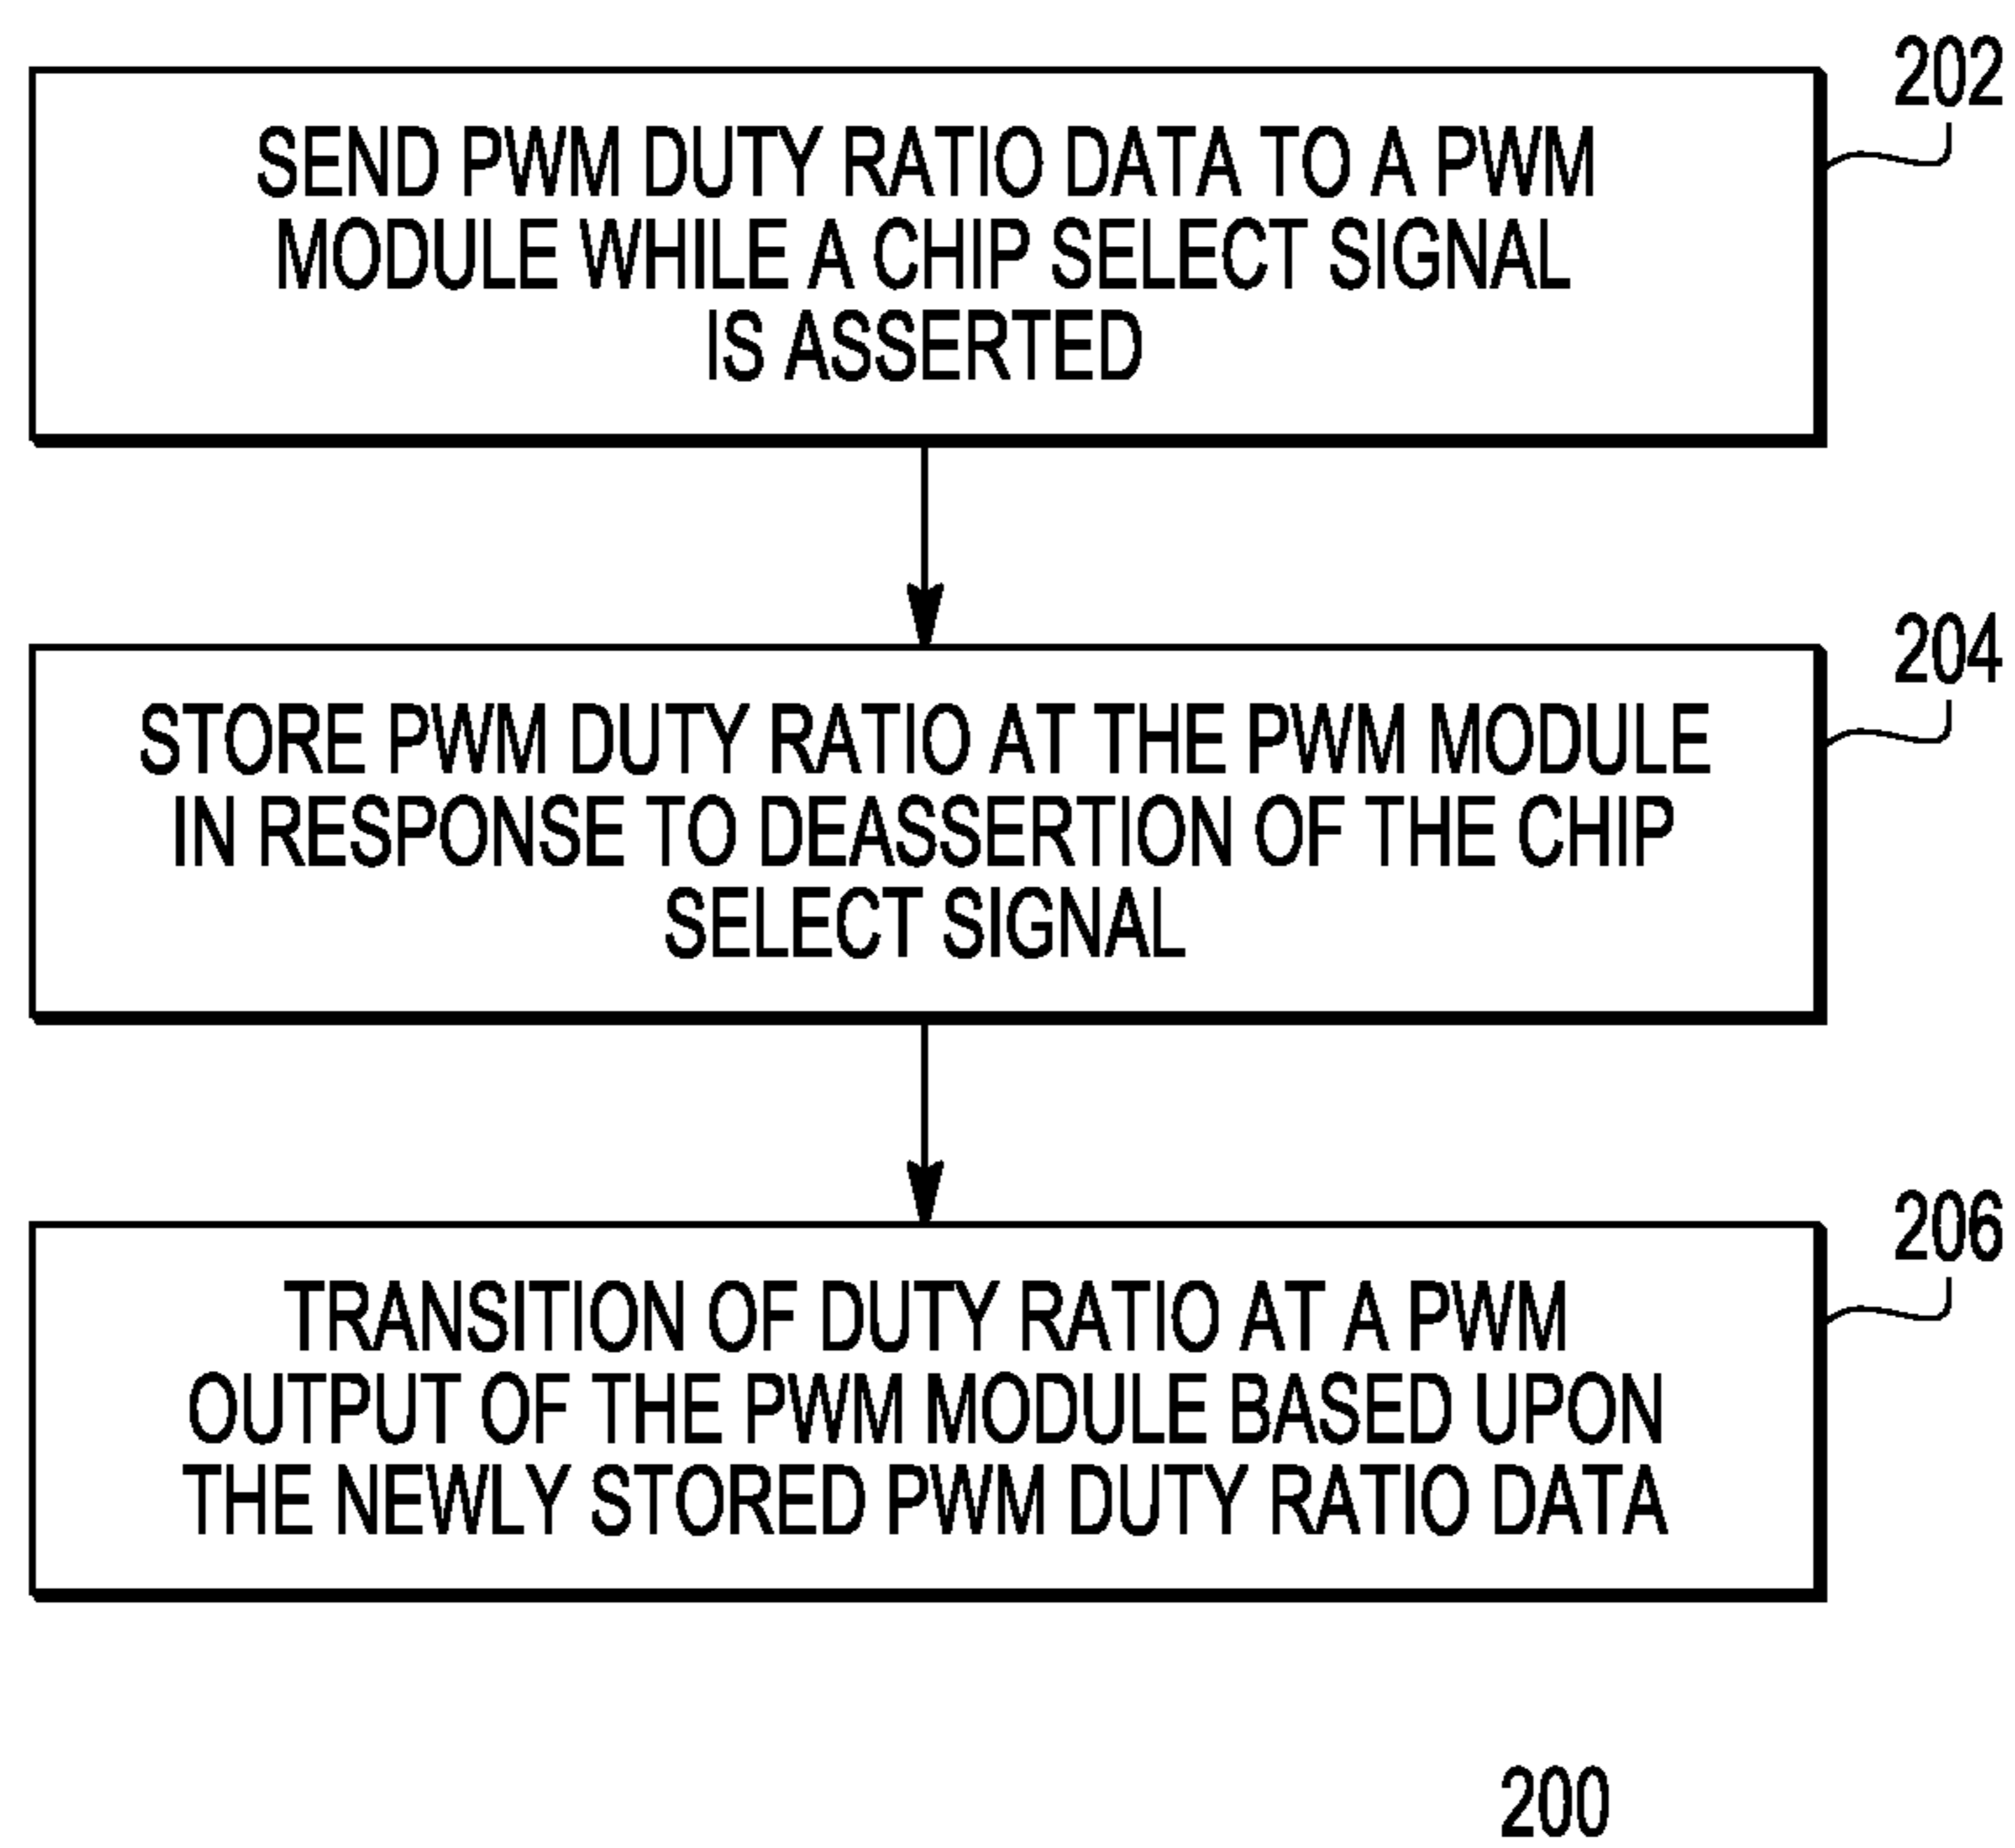 202
SEND PWM DUTY RATIO DATA TO A PWM
MODULE WHILE A CHIP SELECT SIGNAL
IS ASSERTED
204
STORE PWM DUTY RATIO AT THE PWM MODULE
IN RESPONSE TO DEASSERTION OF THE CHIP
SELECT SIGNAL
206
TRANSITION OF DUTY RATIO AT A PWM
OUTPUT OF THE PWM MODULE BASED UPON
THE NEWLY STORED PWM DUTY RATIO DATA
200